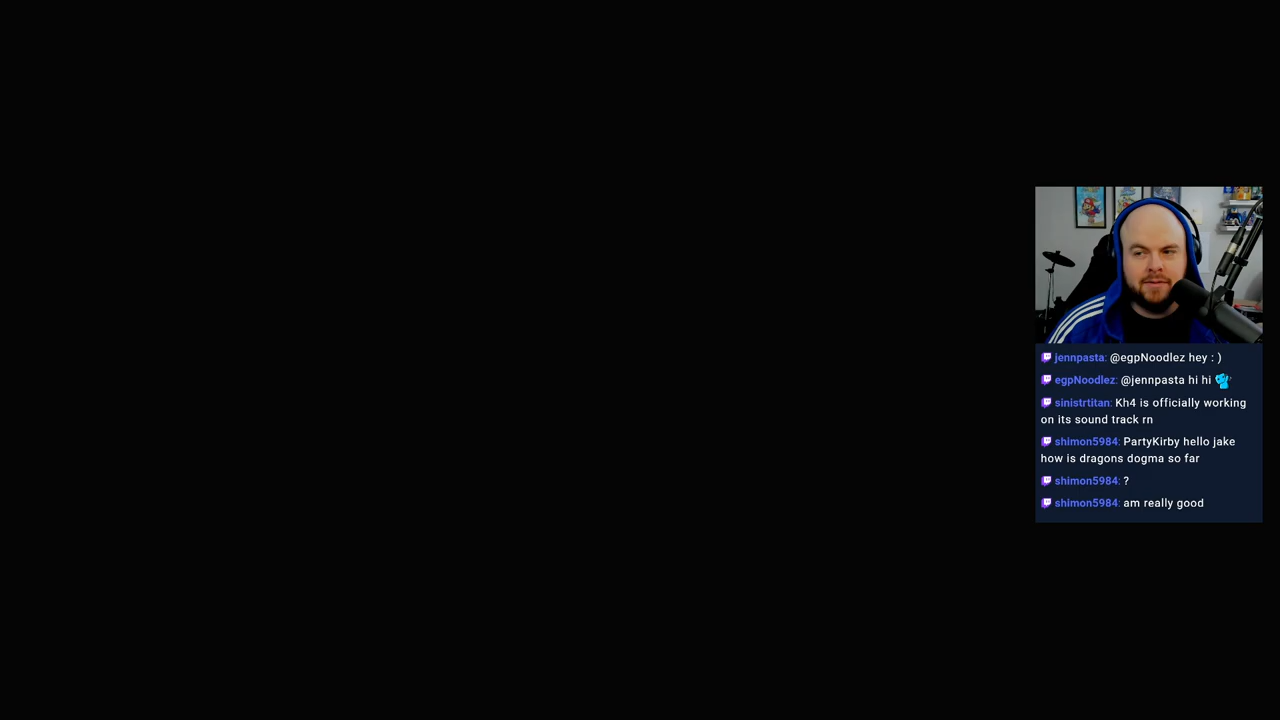 jennpasta: @egpNoodlez hey : )
egpNoodlez: @jennpasta hi hi
sinistrtitan: Kh4 is officially working
on its sound track rn
shimon5984: PartyKirby hello jake
how is dragons dogma so far
shimon5984: ?
shimon5984: am really good